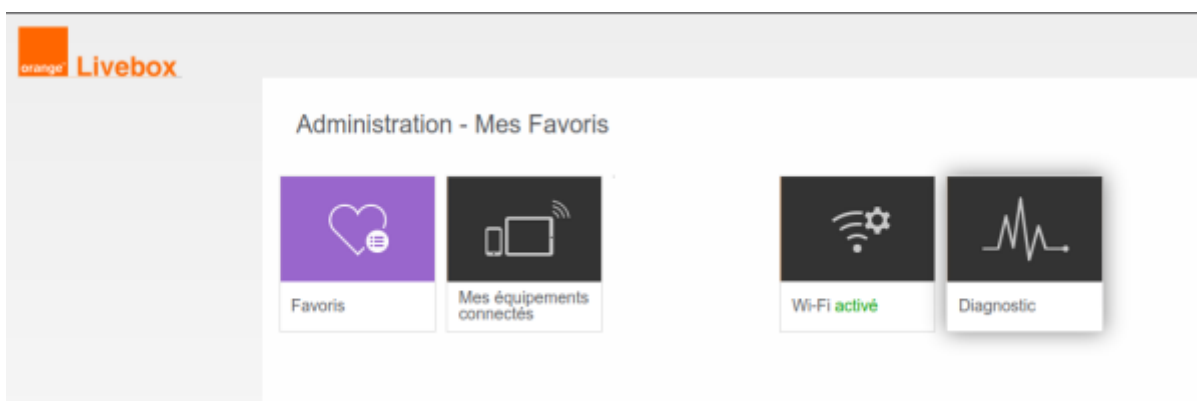 orange
Livebox
Administration - Mes Favoris
Favoris
Mes équipements
connectés
Wi-Fi activé
Diagnostic